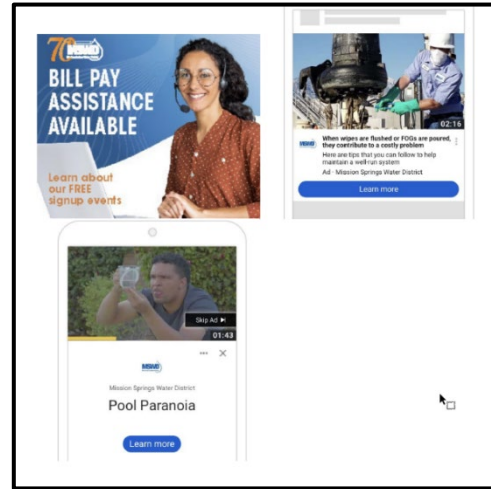 70 MSWD
BILL PAY
ASSISTANCE
AVAILABLE
Learn about
our FREE
signup events
02:16
MSWD
When wipes are flushed or FOGs are poured,
they contribute to a costly problem
Here are tips that you can follow to help
maintain a well-run system
Ad · Mission Springs Water District
Learn more
Skip Ad
01:43
MSWD
Mission Springs Water District
Pool Paranoia
Learn more